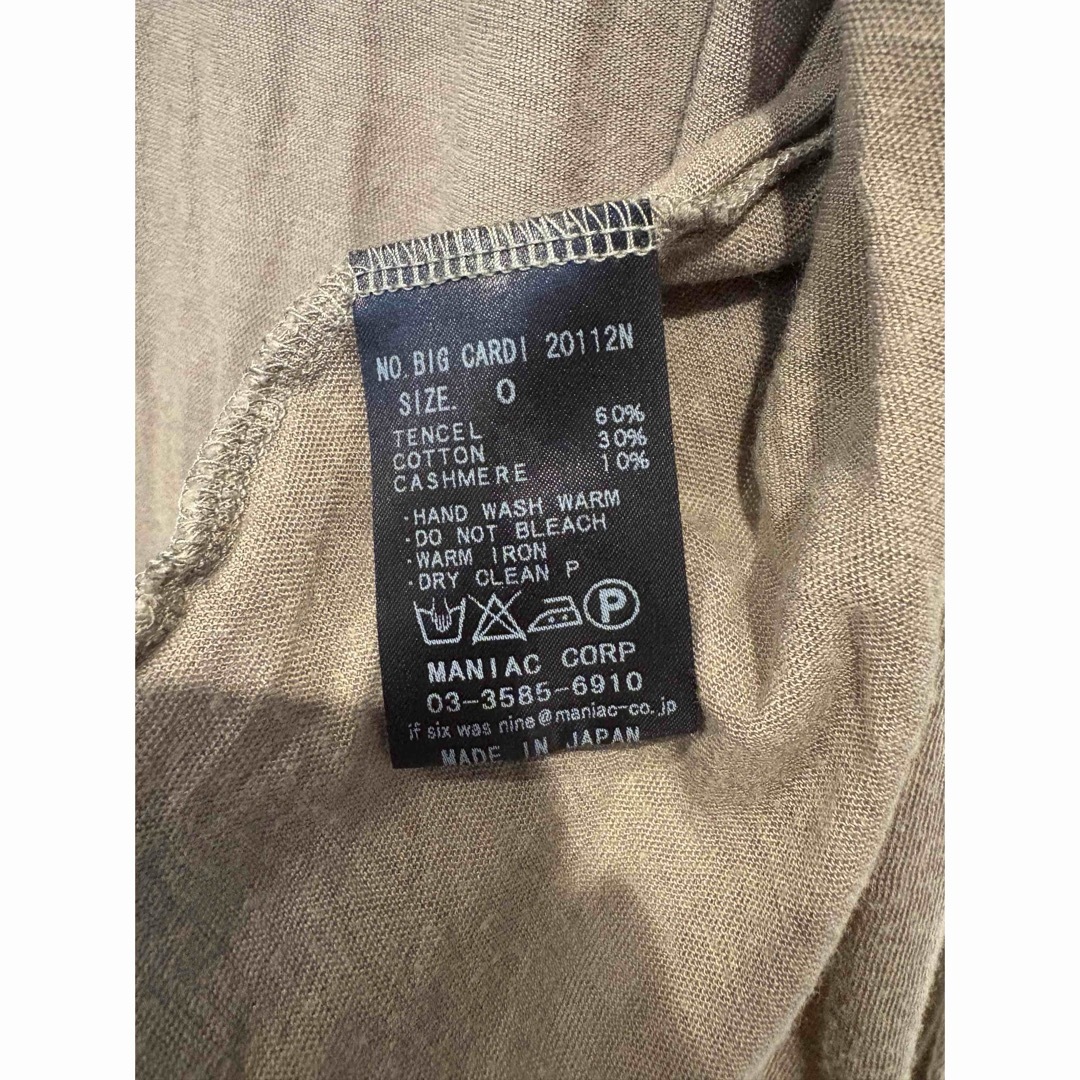 NO. BIG CARDI 20112N
SIZE. 0
TENCEL 60%
COTTON 30%
CASHMERE 10%
·HAND WASH WARM
·DO NOT BLEACH
·WARM IRON
·DRY CLEAN P
P
MANIAC CORP
03-3585-6910
if six was nine@maniac-co.jp
MADE IN JAPAN